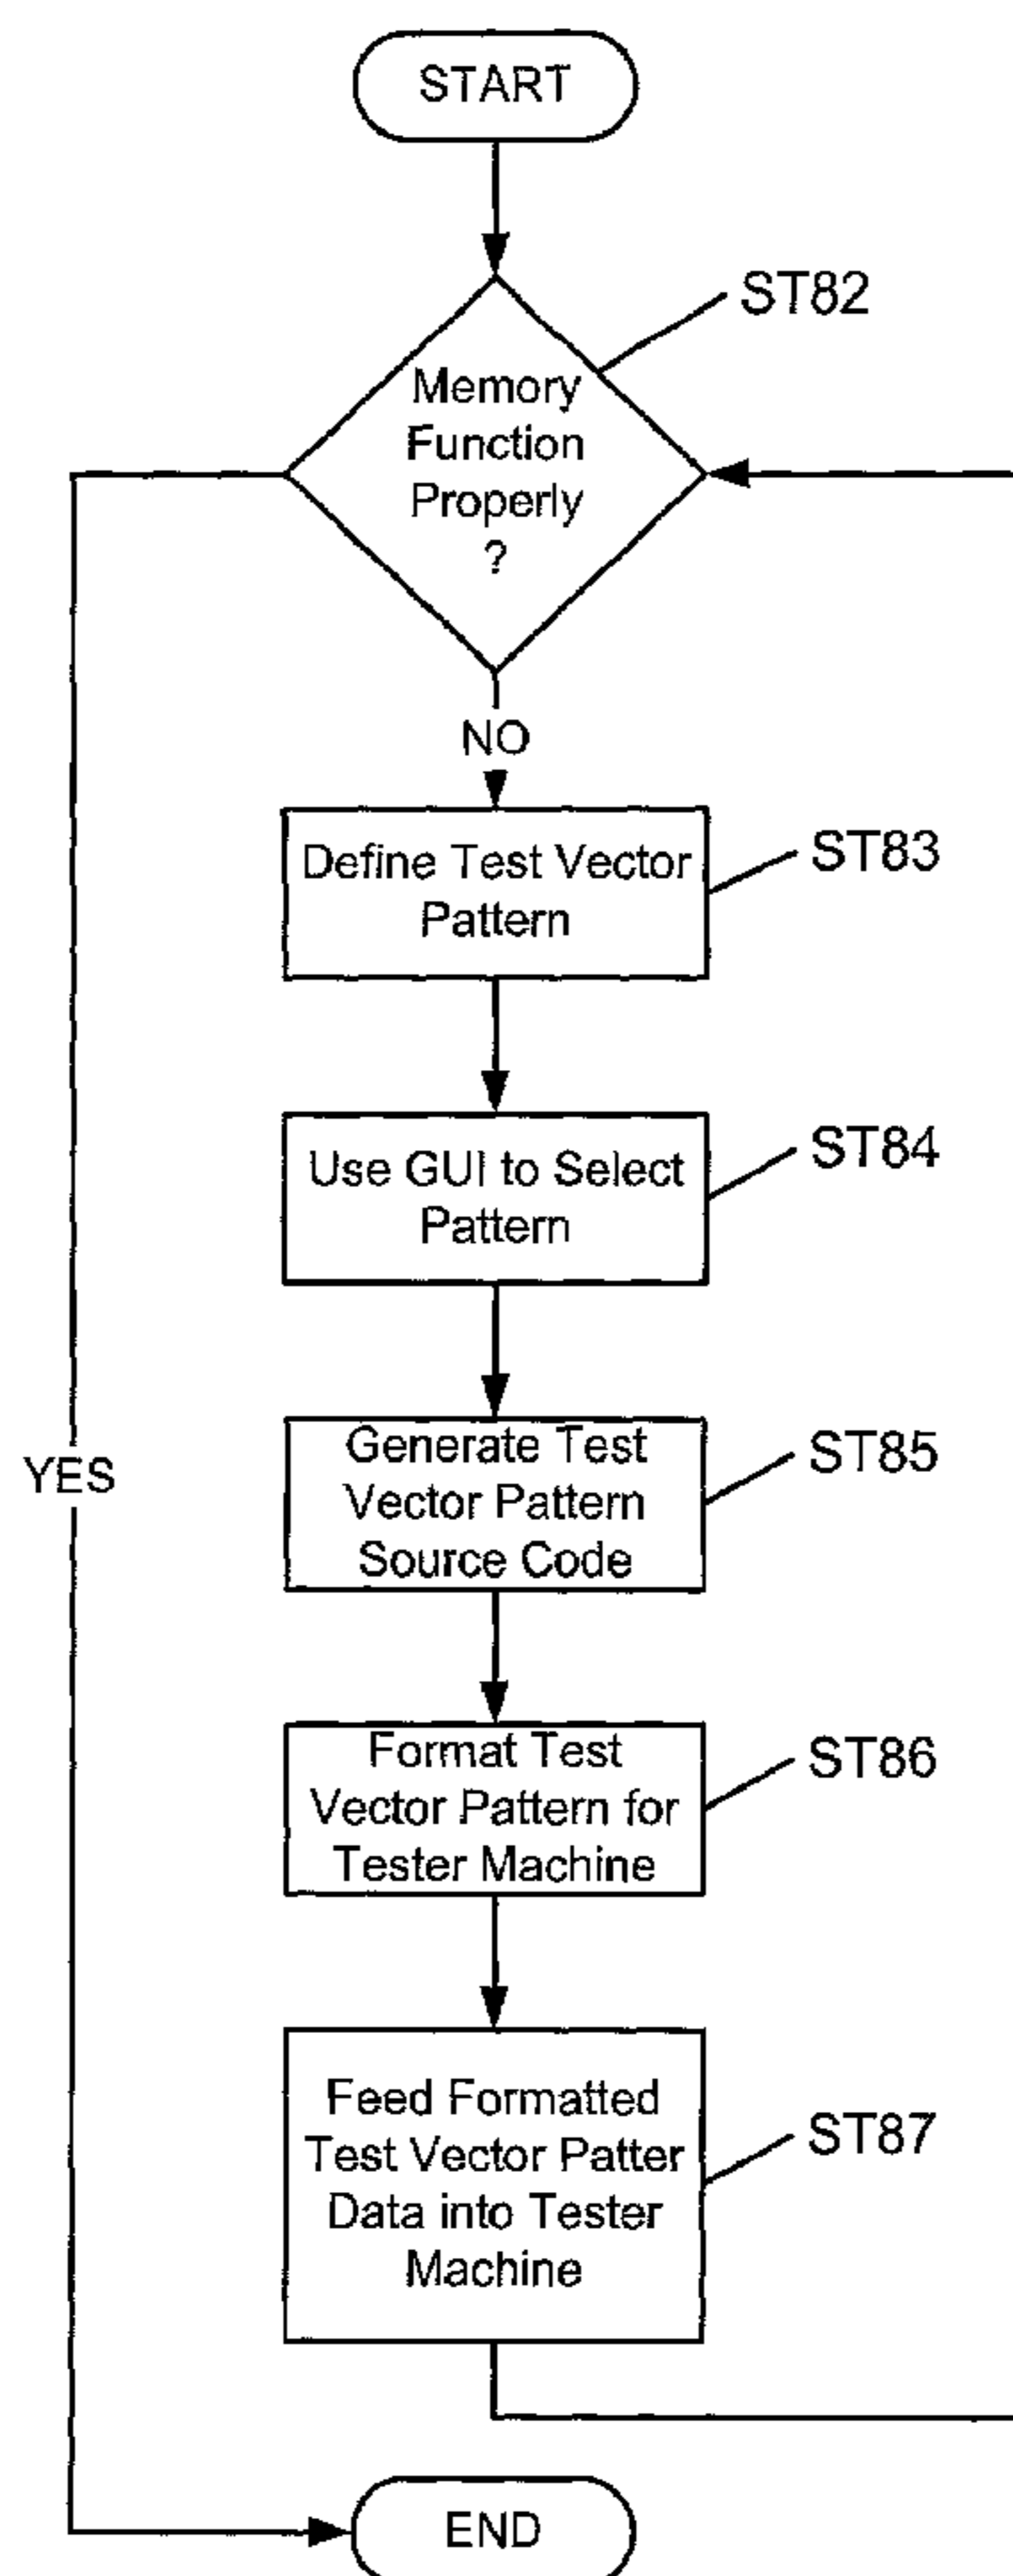 START
ST82
Memory
Function
Properly
?
NO
ST83
Define Test Vector
Pattern
ST84
Use GUI to Select
Pattern
YES
ST85
Generate Test
Vector Pattern
Source Code
ST86
Format Test
Vector Pattern for
Tester Machine
ST87
Feed Formatted
Test Vector Patter
Data into Tester
Machine
END